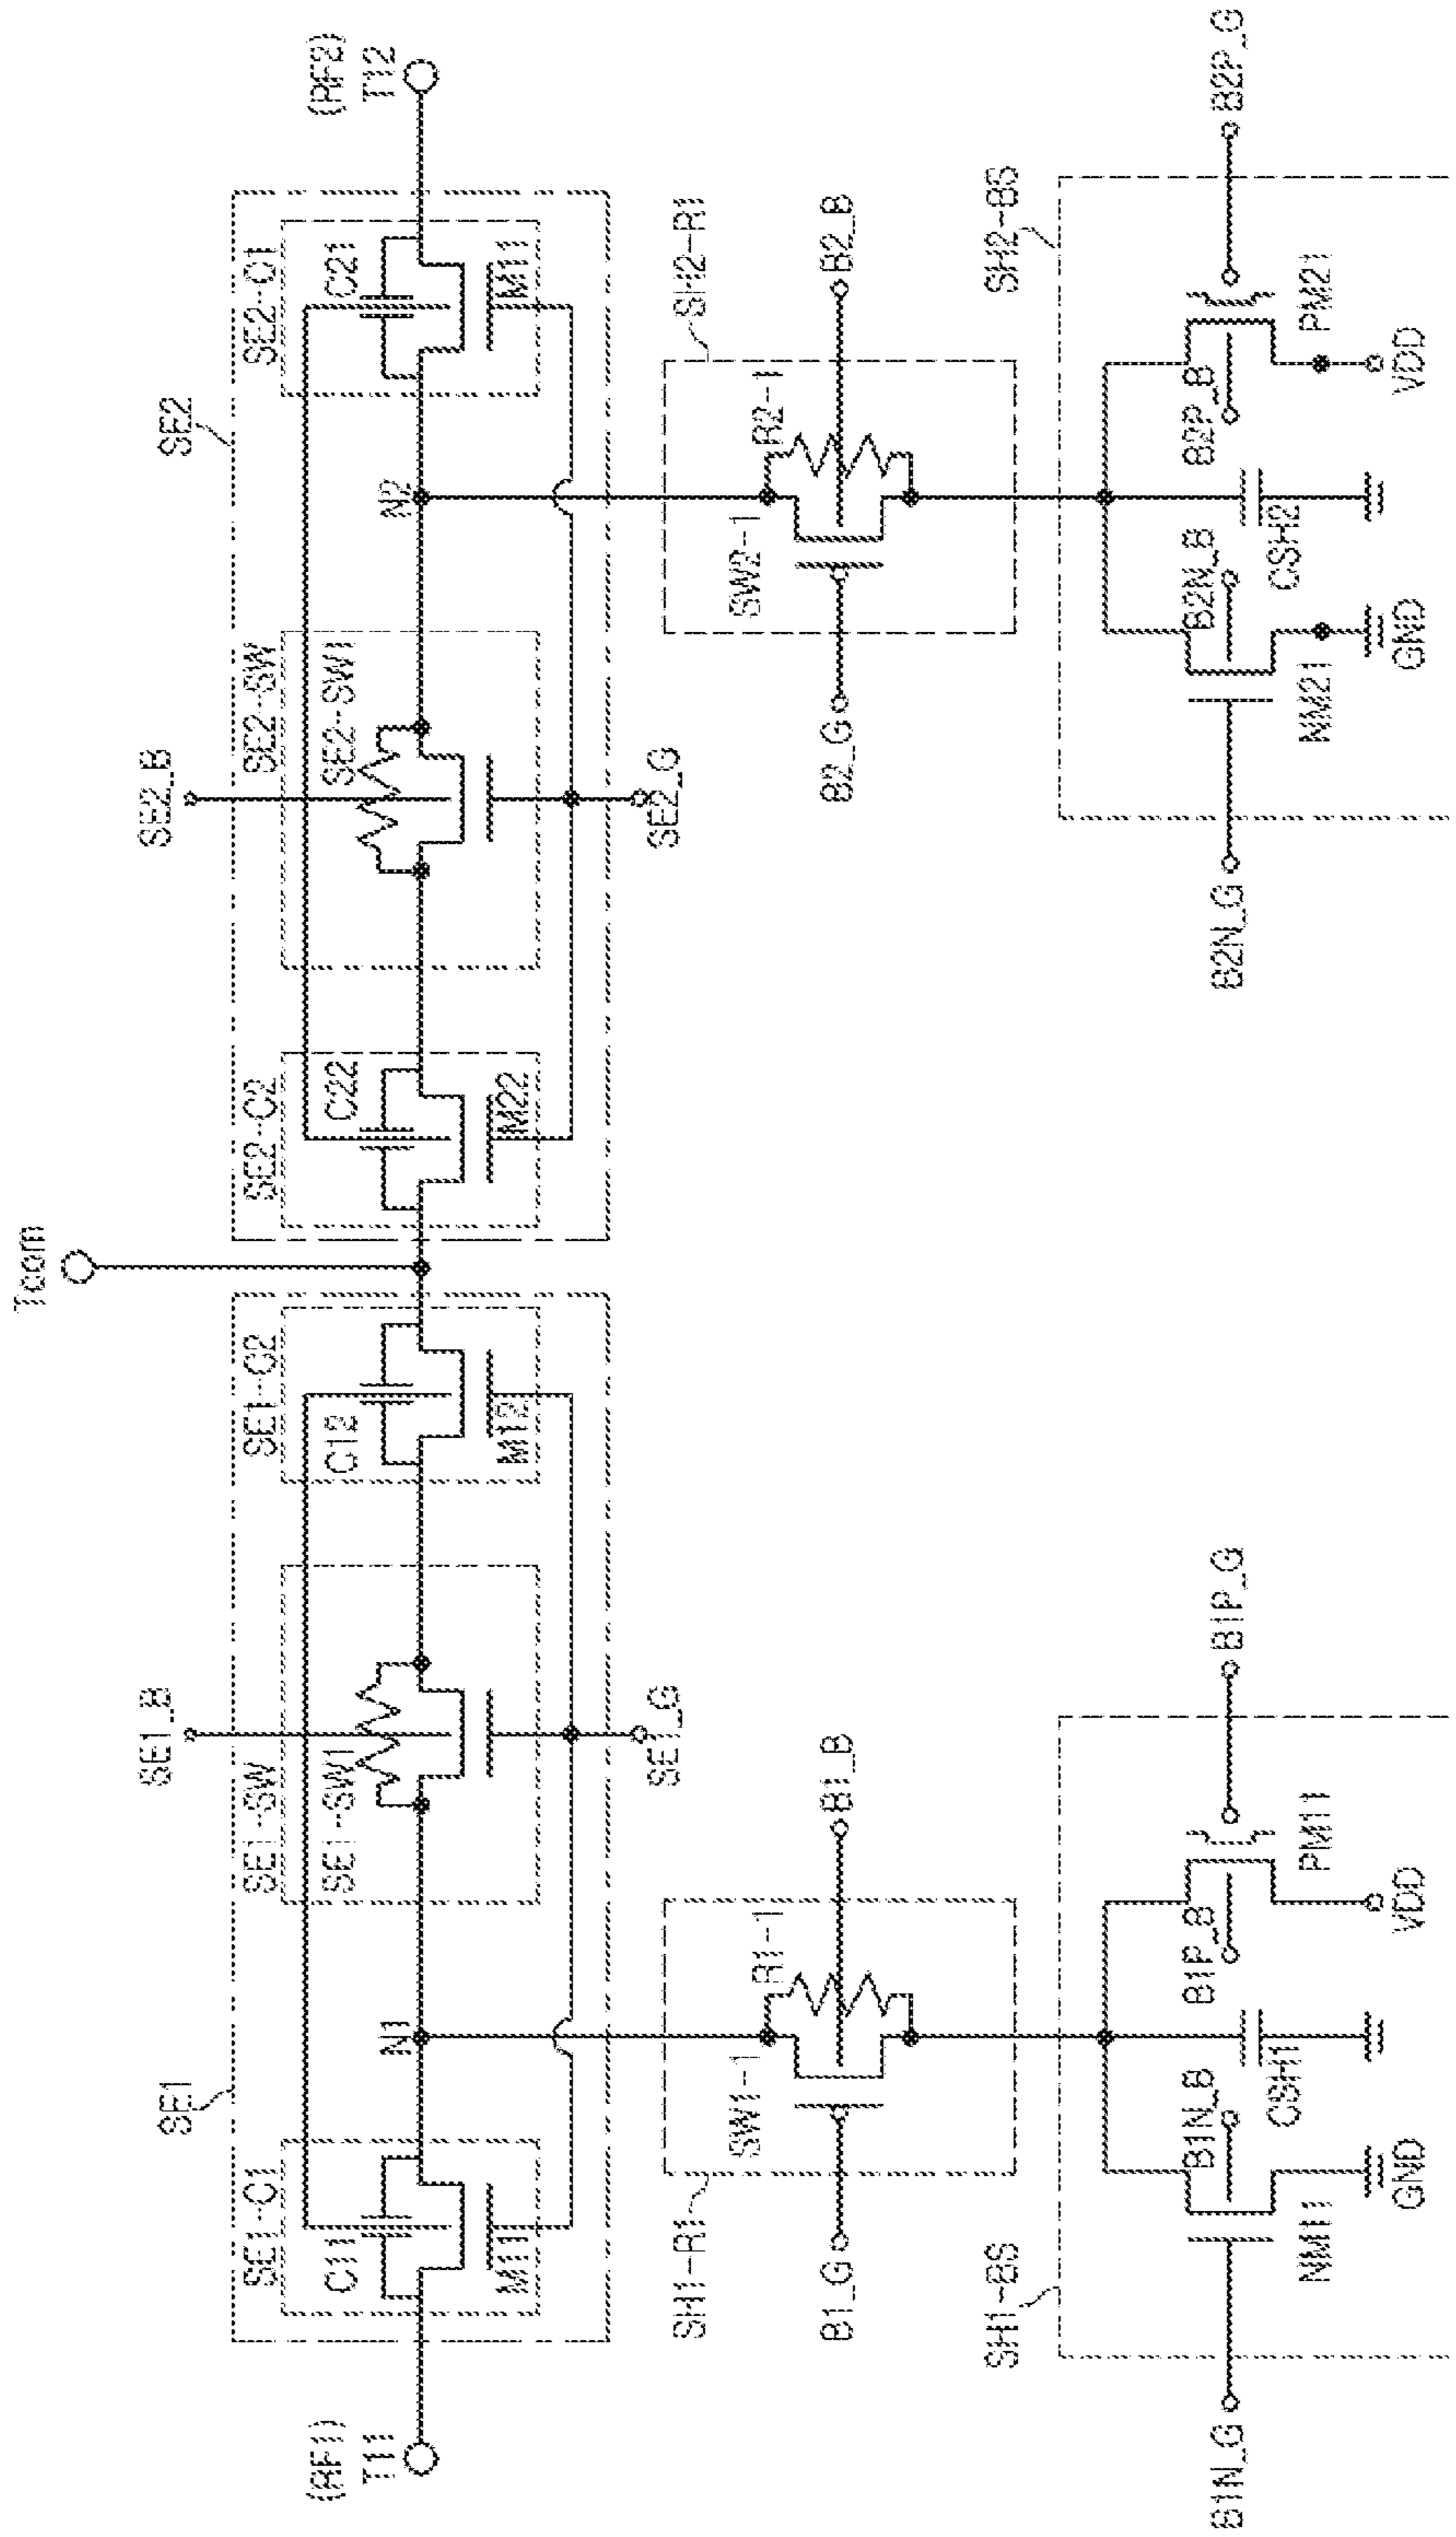 Tcom
SE1
SE1_B
SE2_B
SE2
SE1-C1
SE1-SW
SE1-C2
SE2-C2
SE2-SW
SE2-C1
C11
SE1-SW1
C12
C22
SE2-SW1
C21
(RF1)
T11
N1
N2
(RF2)
T12
M11
M12
M22
M11
SE1_G
SE2_G
SH1-R1
SW1-1
R1-1
SW2-1
R2-1
SH2-R1
B1_G
B1_B
B2_G
B2_B
SH1-BS
SH2-BS
B1N_G
B1N_B
B1P_B
B1P_G
B2N_G
B2N_B
B2P_B
B2P_G
CSH1
CSH2
NM11
PM11
NM21
PM21
GND
VDD
GND
VDD